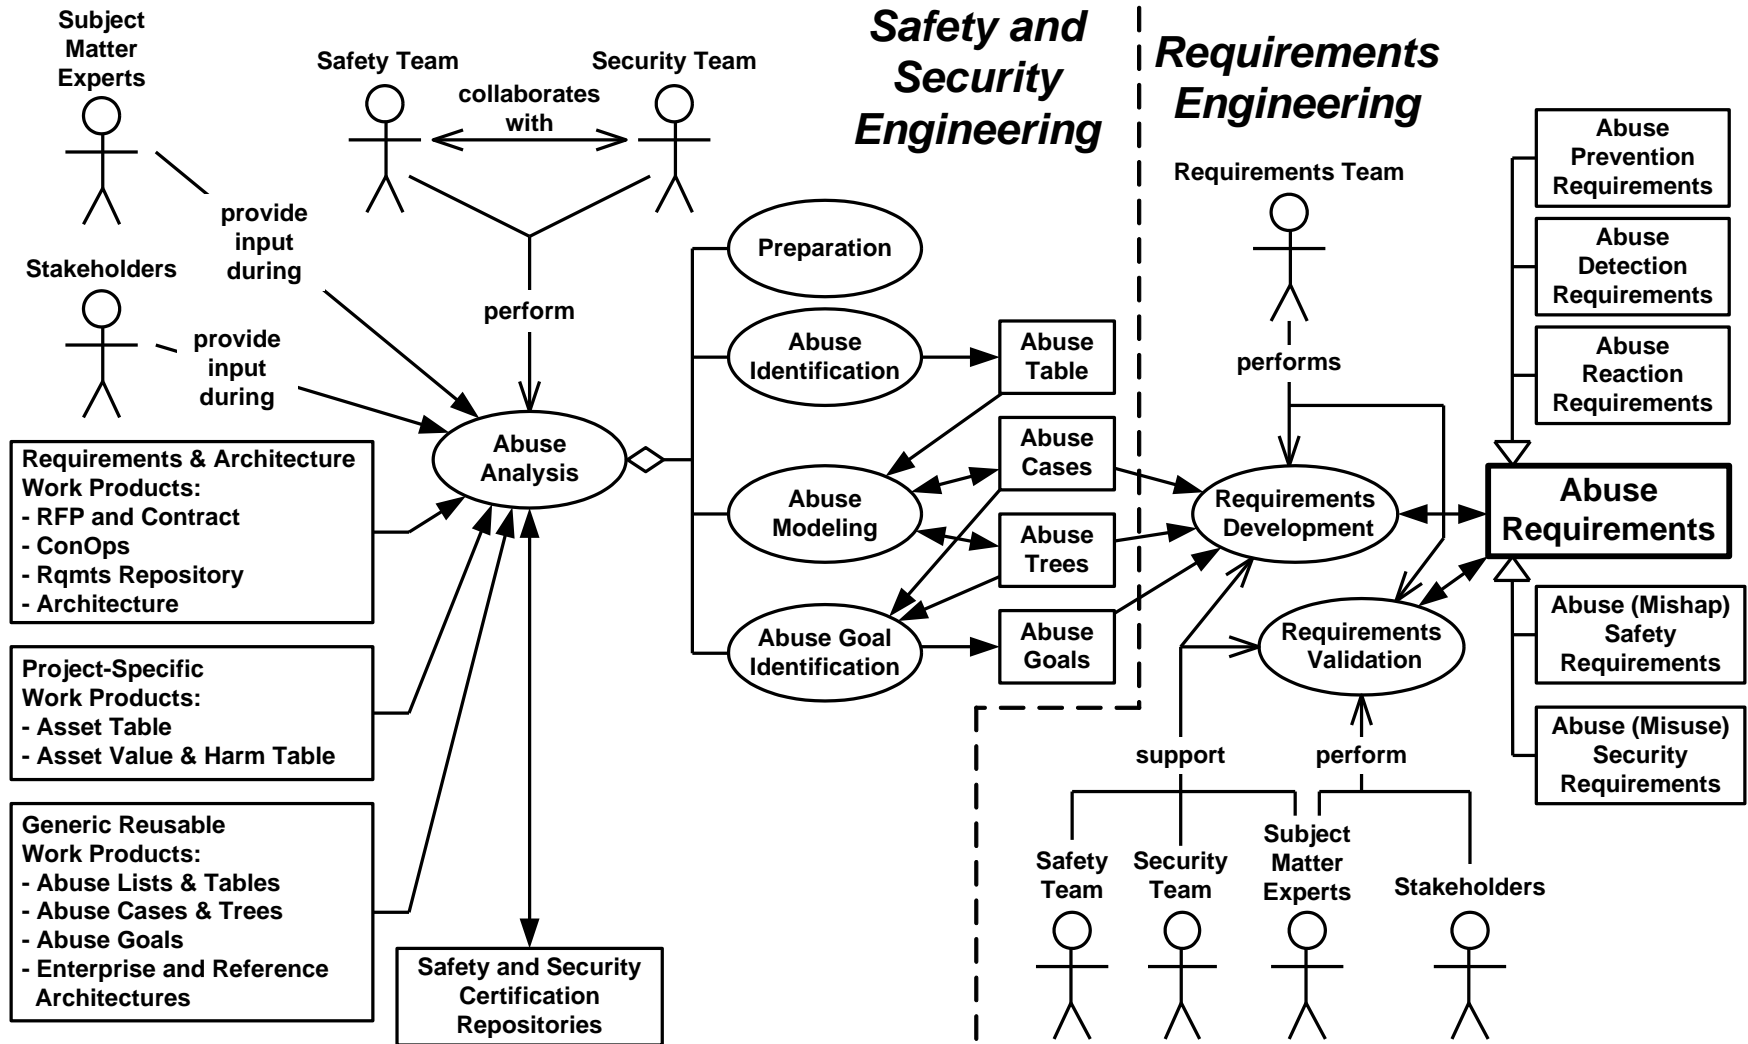 Subject
Matter
Experts
Safety Team
Security Team
collaborates
with
Safety and
Security
Engineering
Requirements
Engineering
Requirements Team
Abuse
Prevention
Requirements
Abuse
Detection
Requirements
Abuse
Reaction
Requirements
provide
input
during
Stakeholders
provide
input
during
perform
Preparation
Abuse
Identification
Abuse
Table
performs
Abuse
Analysis
Abuse
Cases
Abuse
Modeling
Abuse
Trees
Requirements
Development
Abuse
Requirements
Abuse Goal
Identification
Abuse
Goals
Requirements
Validation
Abuse (Mishap)
Safety
Requirements
Abuse (Misuse)
Security
Requirements
Requirements & Architecture
Work Products:
- RFP and Contract
- ConOps
- Rqmts Repository
- Architecture
Project-Specific
Work Products:
- Asset Table
- Asset Value & Harm Table
Generic Reusable
Work Products:
- Abuse Lists & Tables
- Abuse Cases & Trees
- Abuse Goals
- Enterprise and Reference
Architectures
Safety and Security
Certification
Repositories
support
perform
Safety
Team
Security
Team
Subject
Matter
Experts
Stakeholders